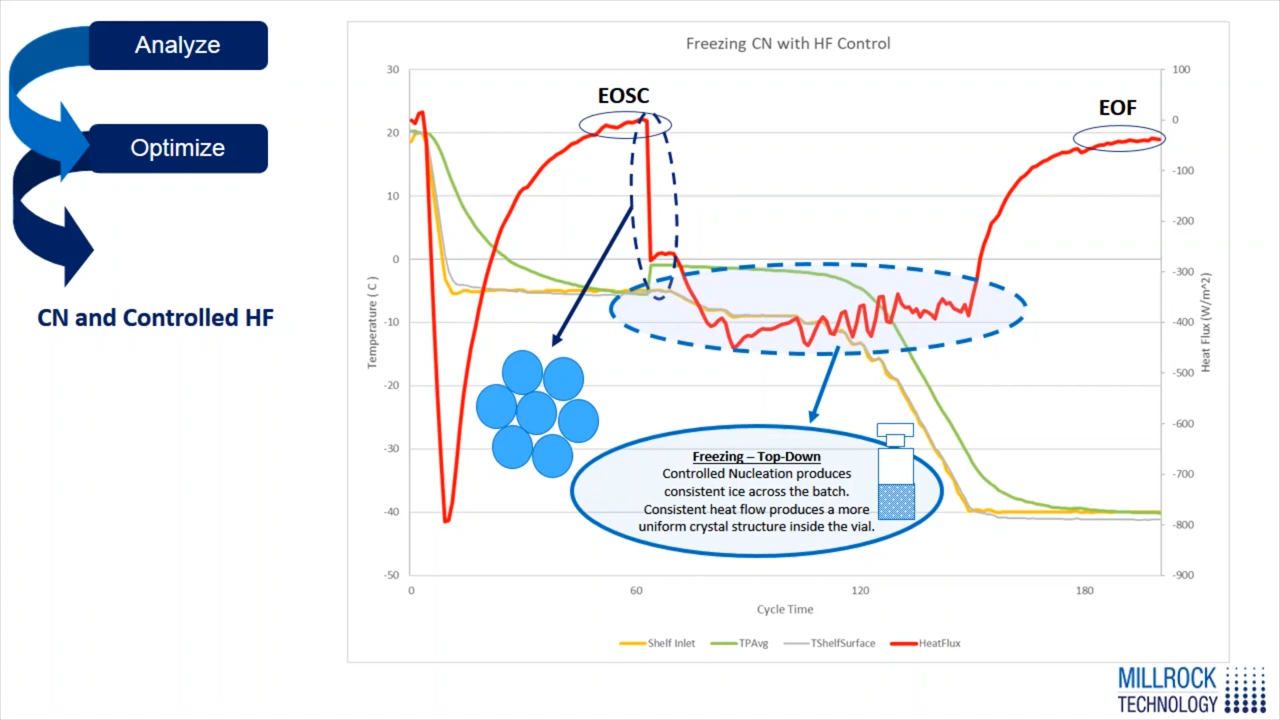 Analyze
Optimize
CN and Controlled HF
Freezing CN with HF Control
EOSC
EOF
30
20
10
0
-10
-20
-30
-40
-50
Temperature ( C )
100
0
-100
-200
-300
-400
-500
-600
-700
-800
-900
Heat Flux (W/m^2)
Freezing – Top-Down
Controlled Nucleation produces
consistent ice across the batch.
Consistent heat flow produces a more
uniform crystal structure inside the vial.
0
60
120
180
Cycle Time
Shelf Inlet
TPAvg
TShelfSurface
HeatFlux
MILLROCK
TECHNOLOGY